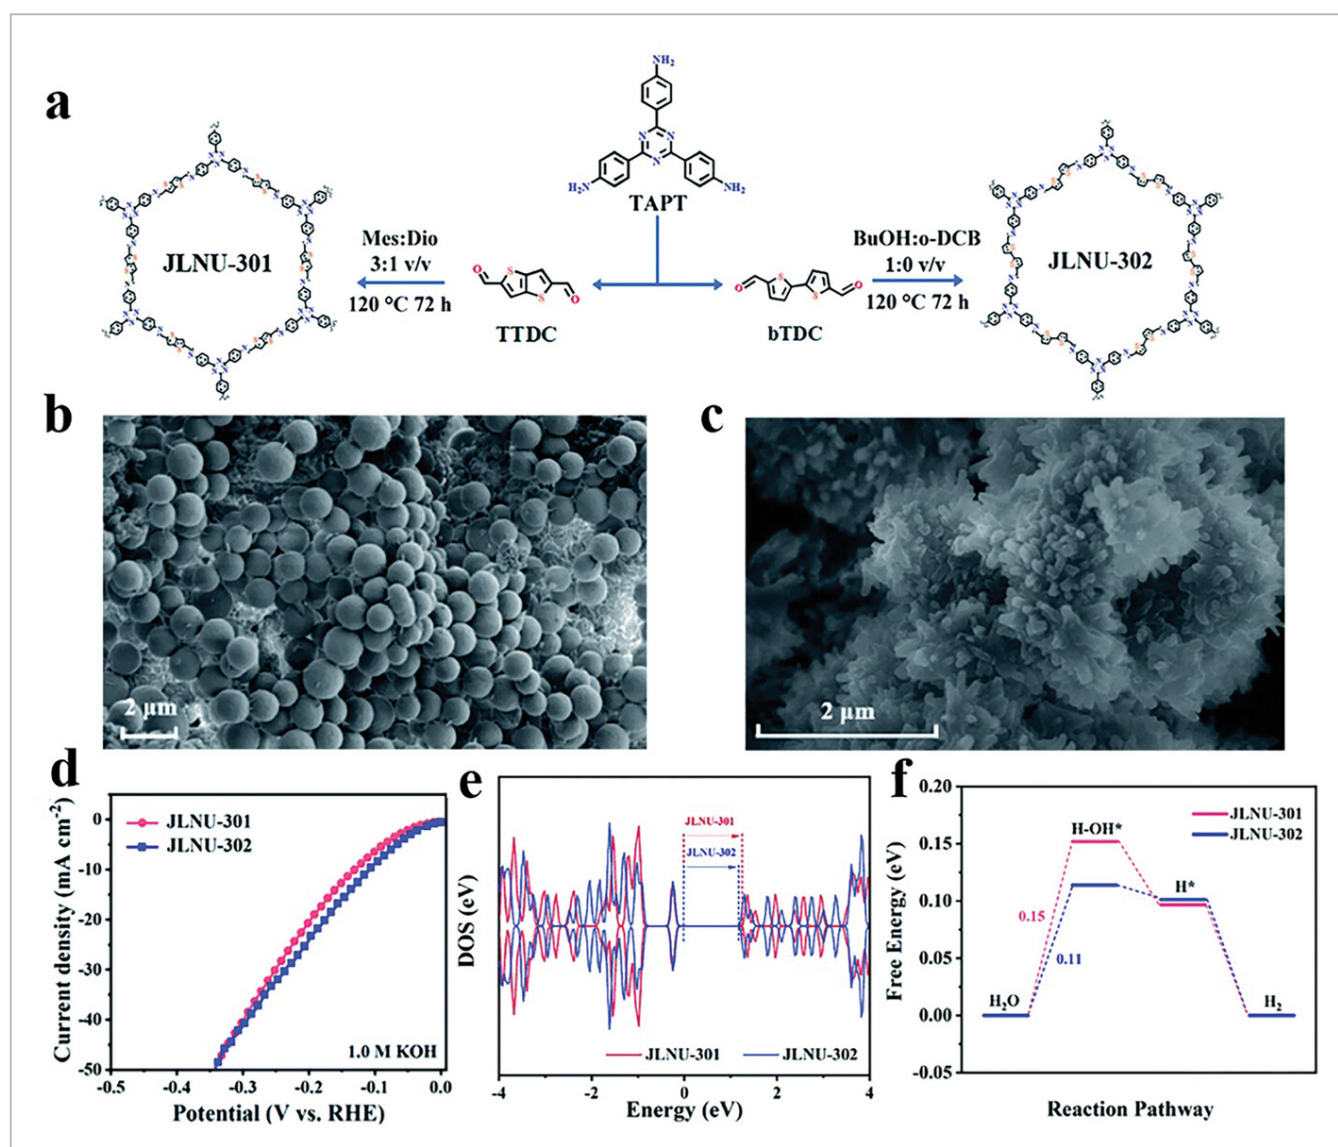 a
NH2
N
N
N
H2N
NH2
TAPT
JLNU-301
Mes:Dio
3:1 v/v
120 °C 72 h
O
S
S
O
TTDC
O
S
S
O
bTDC
BuOH:o-DCB
1:0 v/v
120 °C 72 h
JLNU-302
b
2 μm
c
2 μm
d
Current density (mA cm-2)
0
-10
-20
-30
-40
-50
JLNU-301
JLNU-302
1.0 M KOH
-0.5
-0.4
-0.3
-0.2
-0.1
0.0
Potential (V vs. RHE)
e
DOS (eV)
JLNU-301
JLNU-302
JLNU-301
JLNU-302
-4
-2
0
2
4
Energy (eV)
f
Free Energy (eV)
0.20
0.15
0.10
0.05
0.00
-0.05
JLNU-301
JLNU-302
H-OH*
H*
0.15
0.11
H2O
H2
Reaction Pathway